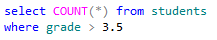 select COUNT(*) from students
where grade > 3.5